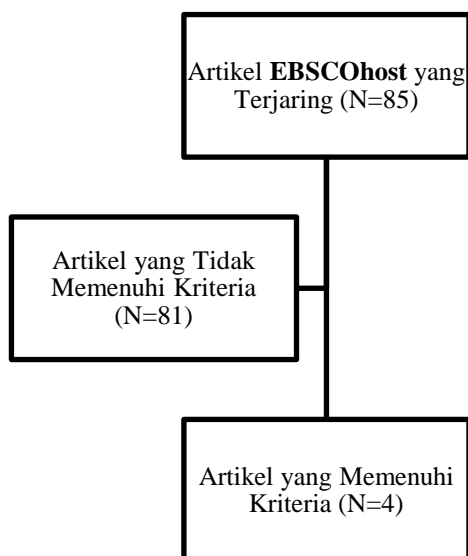 Artikel EBSCOhost yang
Terjaring (N=85)
Artikel yang Tidak
Memenuhi Kriteria
(N=81)
Artikel yang Memenuhi
Kriteria (N=4)